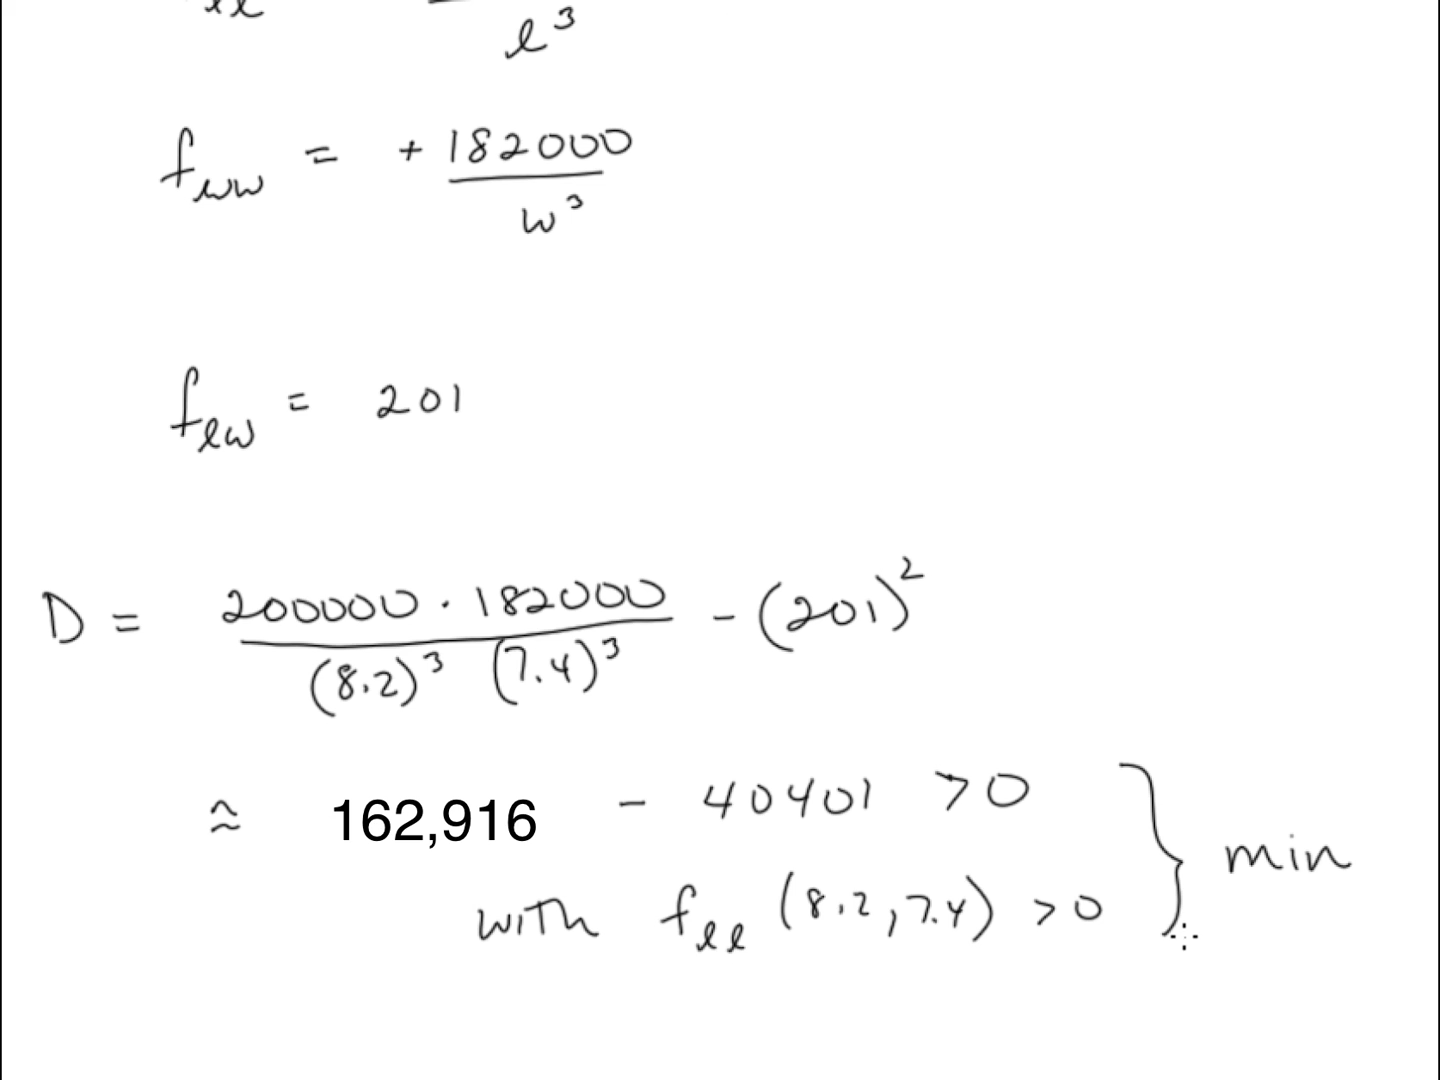 ll
l³
f_ww = + 182000
w³
f_lw = 201
D = 200000 · 182000 / (8.2)³ (7.4)³ - (201)²
≈ 162,916 - 40401 > 0
with f_ll (8.2, 7.4) > 0 } min